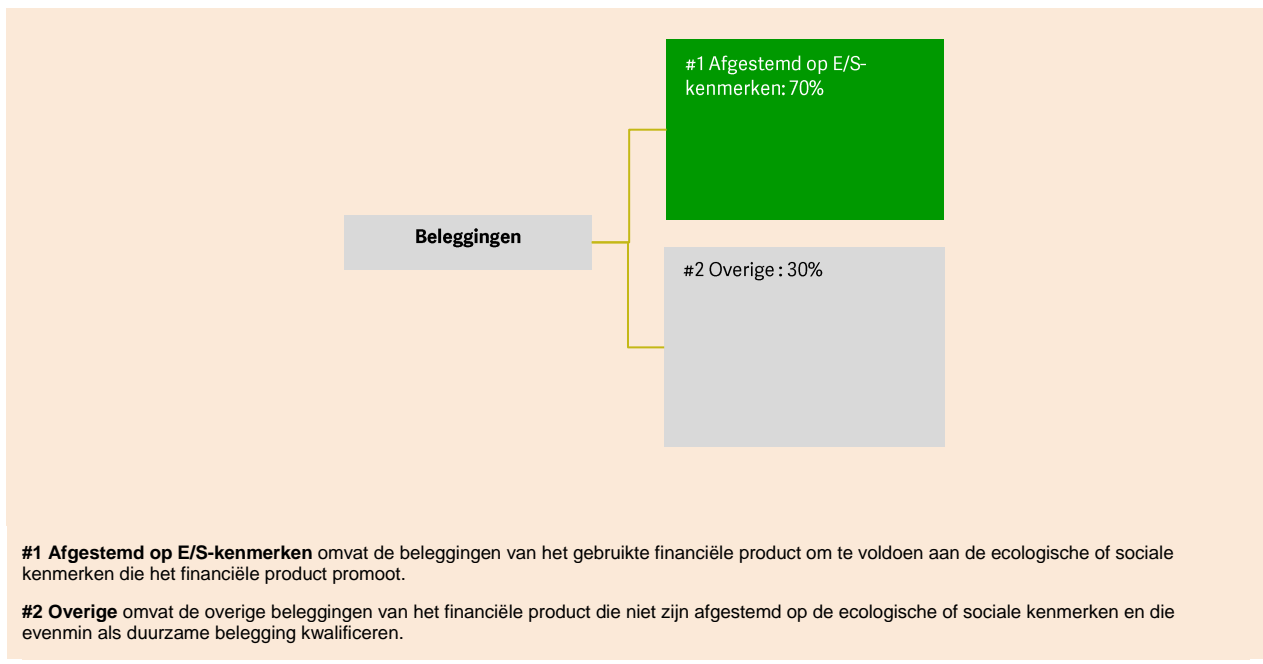 #1 Afgestemd op E/S-
kenmerken: 70%
Beleggingen
#2 Overige : 30%
#1 Afgestemd op E/S-kenmerken omvat de beleggingen van het gebruikte financiële product om te voldoen aan de ecologische of sociale
kenmerken die het financiële product promoot.
#2 Overige omvat de overige beleggingen van het financiële product die niet zijn afgestemd op de ecologische of sociale kenmerken en die
evenmin als duurzame belegging kwalificeren.